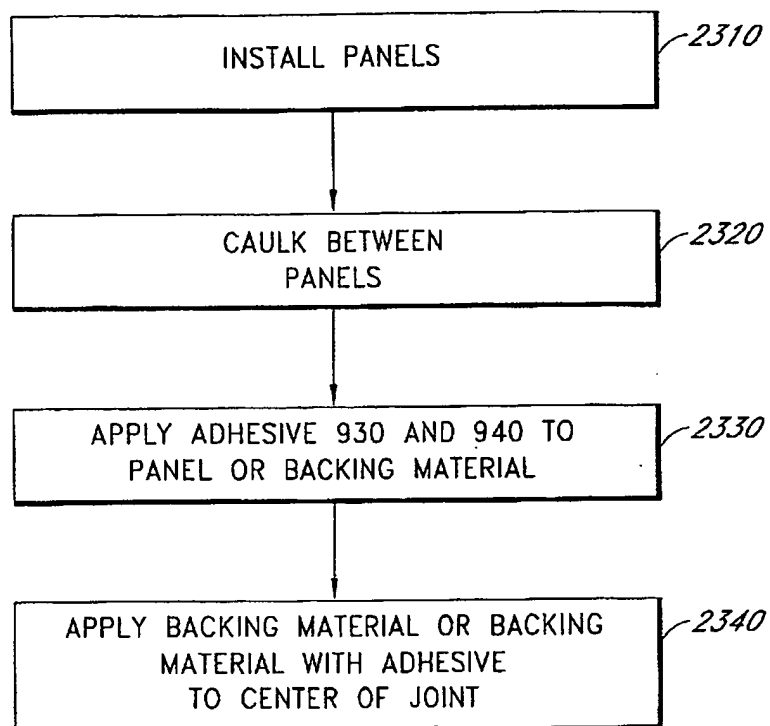 INSTALL PANELS
2310
CAULK BETWEEN
PANELS
2320
APPLY ADHESIVE 930 AND 940 TO
PANEL OR BACKING MATERIAL
2330
APPLY BACKING MATERIAL OR BACKING
MATERIAL WITH ADHESIVE
TO CENTER OF JOINT
2340